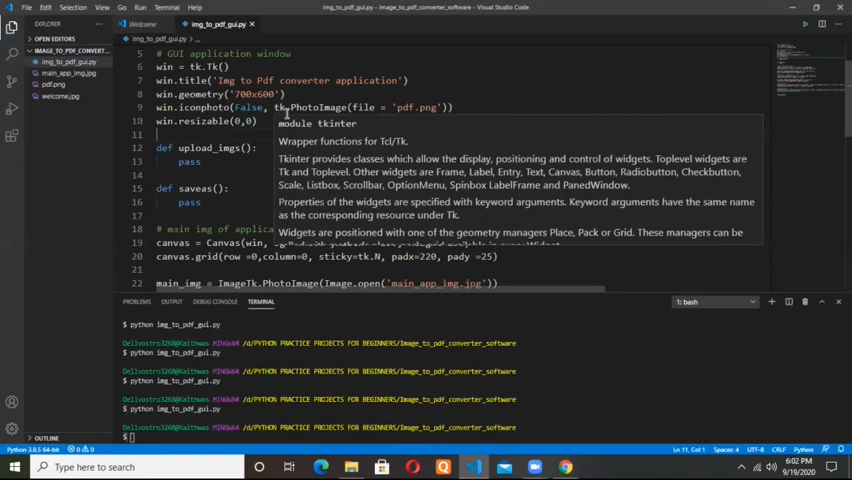 File Edit Selection View Go Run Terminal Help img_to_pdf_gui.py - Image_to_pdf_converter_software - Visual Studio Code
EXPLORER ...
Welcome img_to_pdf_gui.py ×
OPEN EDITORS
IMAGE_TO_PDF_CONVERT...
img_to_pdf_gui.py
main_app_img.jpg
pdf.png
welcome.jpg
img_to_pdf_gui.py > ...
5 # GUI application window
6 win = tk.Tk()
7 win.title('Img to Pdf converter application')
8 win.geometry('700x600')
9 win.iconphoto(False, tk.PhotoImage(file = 'pdf.png'))
10 win.resizable(0,0)
11
12 def upload_imgs():
13 pass
14
15 def saveas():
16 pass
17
18 # main img of applica
19 canvas = Canvas(win,
20 canvas.grid(row =0,column=0, sticky=tk.N, padx=220, pady =25)
21
22 main_img = ImageTk.PhotoImage(Image.open('main_app_img.jpg'))
module tkinter
Wrapper functions for Tcl/Tk.
Tkinter provides classes which allow the display, positioning and control of widgets. Toplevel widgets are
Tk and Toplevel. Other widgets are Frame, Label, Entry, Text, Canvas, Button, Radiobutton, Checkbutton,
Scale, Listbox, Scrollbar, OptionMenu, Spinbox LabelFrame and PanedWindow.
Properties of the widgets are specified with keyword arguments. Keyword arguments have the same name
as the corresponding resource under Tk.
Widgets are positioned with one of the geometry managers Place, Pack or Grid. These managers can be
PROBLEMS OUTPUT DEBUG CONSOLE TERMINAL 1: bash
$ python img_to_pdf_gui.py
Dellvostro3268@Kaithwas MINGW64 /d/PYTHON PRACTICE PROJECTS FOR BEGINNERS/Image_to_pdf_converter_software
$ python img_to_pdf_gui.py
Dellvostro3268@Kaithwas MINGW64 /d/PYTHON PRACTICE PROJECTS FOR BEGINNERS/Image_to_pdf_converter_software
$ python img_to_pdf_gui.py
Dellvostro3268@Kaithwas MINGW64 /d/PYTHON PRACTICE PROJECTS FOR BEGINNERS/Image_to_pdf_converter_software
$ python img_to_pdf_gui.py
Dellvostro3268@Kaithwas MINGW64 /d/PYTHON PRACTICE PROJECTS FOR BEGINNERS/Image_to_pdf_converter_software
$
OUTLINE
Python 3.8.5 64-bit 0 0 Ln 11, Col 1 Spaces: 4 UTF-8 CRLF Python
Type here to search
6:02 PM
9/19/2020